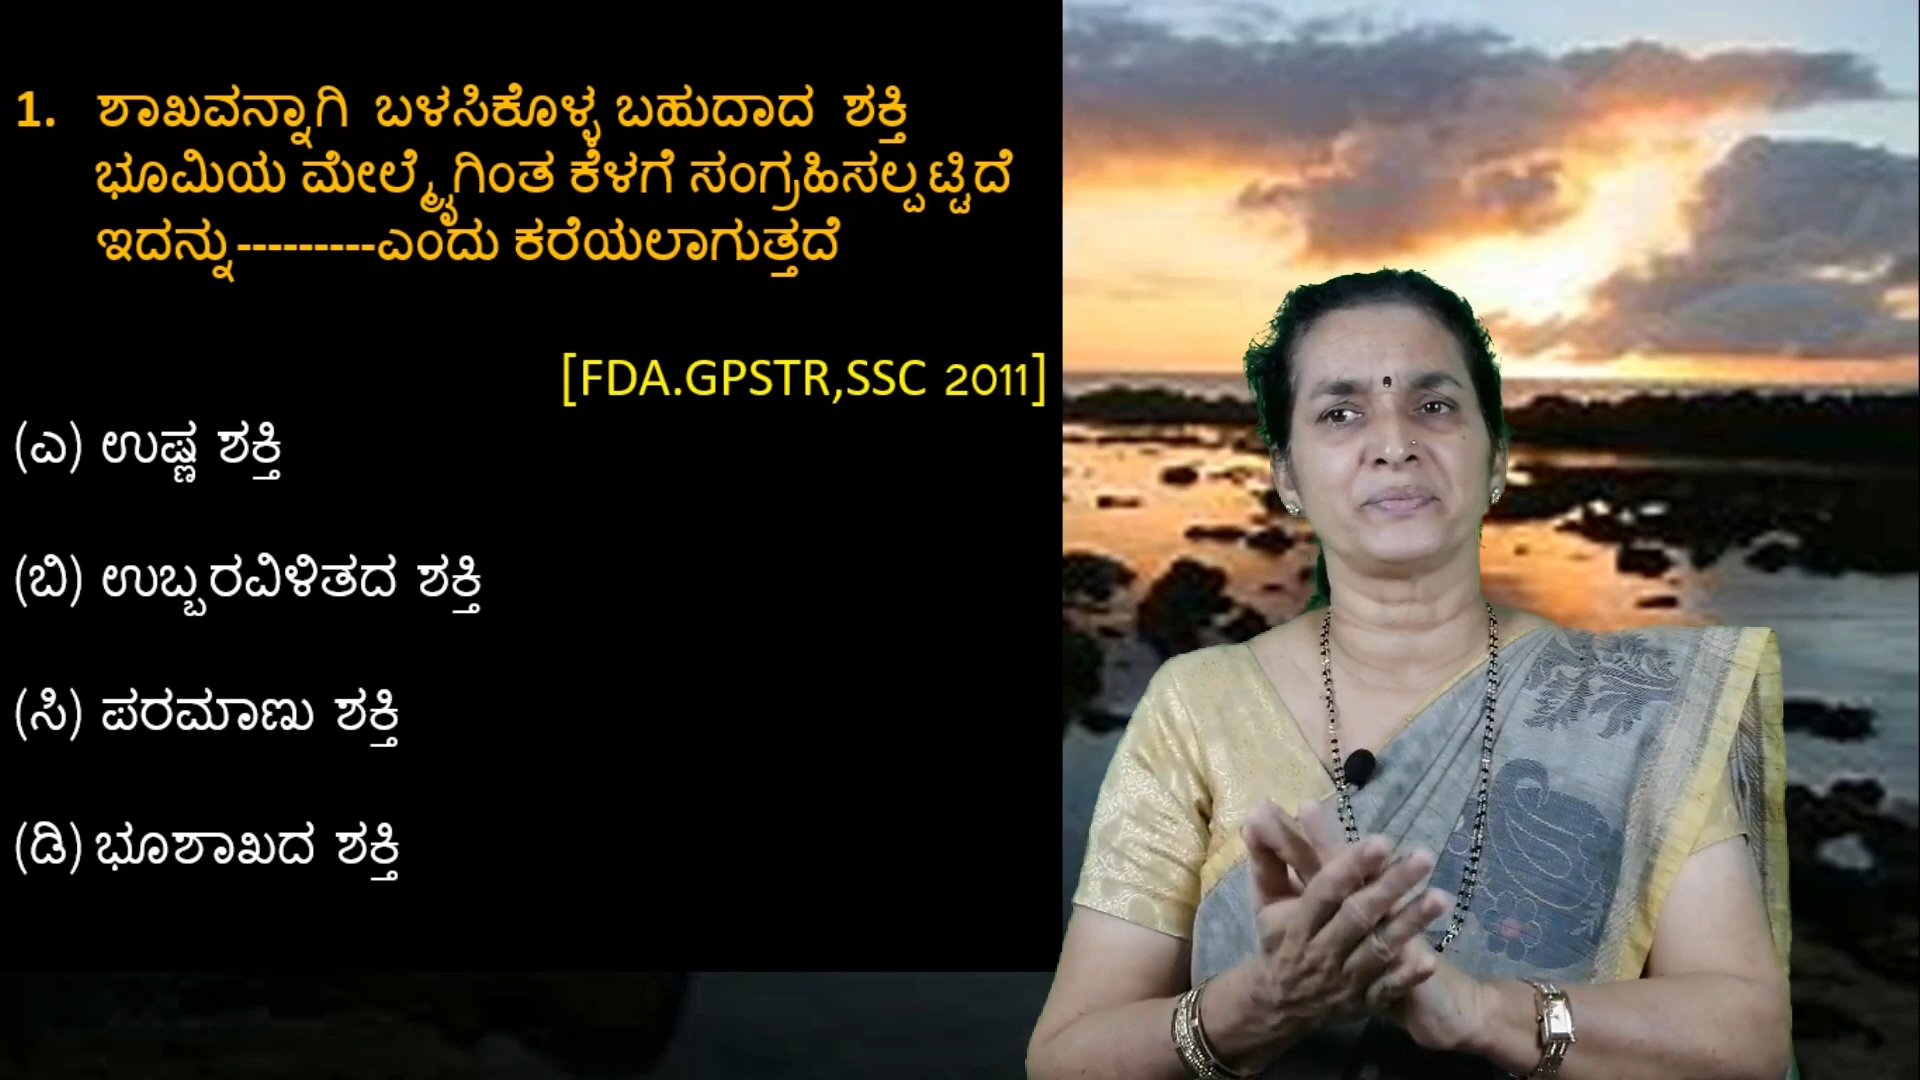 1. ಶಾಖವನ್ನಾಗಿ ಬಳಸಿಕೊಳ್ಳ ಬಹುದಾದ ಶಕ್ತಿ
ಭೂಮಿಯ ಮೇಲ್ಮೈಗಿಂತ ಕೆಳಗೆ ಸಂಗ್ರಹಿಸಲ್ಪಟ್ಟಿದೆ
ಇದನ್ನು---------ಎಂದು ಕರೆಯಲಾಗುತ್ತದೆ
[FDA.GPSTR,SSC 2011]
(ಎ) ಉಷ್ಣ ಶಕ್ತಿ
(ಬಿ) ಉಬ್ಬರವಿಳಿತದ ಶಕ್ತಿ
(ಸಿ) ಪರಮಾಣು ಶಕ್ತಿ
(ಡಿ) ಭೂಶಾಖದ ಶಕ್ತಿ